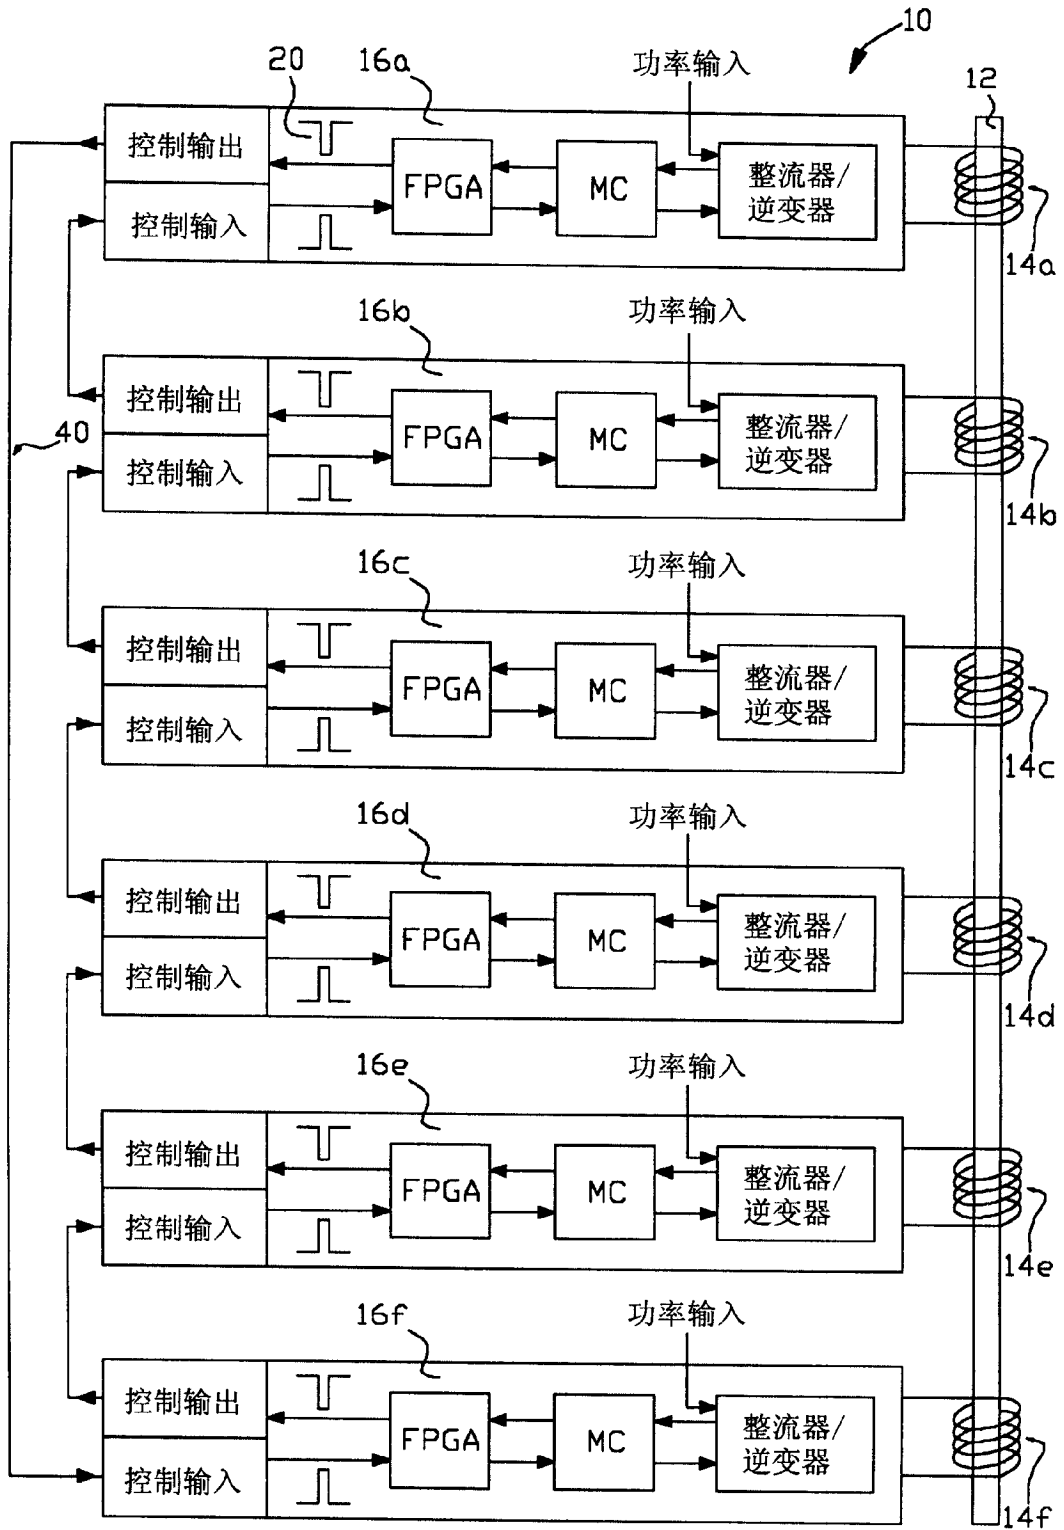 10
20
16a
功率输入
12
控制输出
控制输入
FPGA
MC
整流器/
逆变器
14a
16b
功率输入
控制输出
控制输入
FPGA
MC
整流器/
逆变器
40
14b
16c
功率输入
控制输出
控制输入
FPGA
MC
整流器/
逆变器
14c
16d
功率输入
控制输出
控制输入
FPGA
MC
整流器/
逆变器
14d
16e
功率输入
控制输出
控制输入
FPGA
MC
整流器/
逆变器
14e
16f
功率输入
控制输出
控制输入
FPGA
MC
整流器/
逆变器
14f